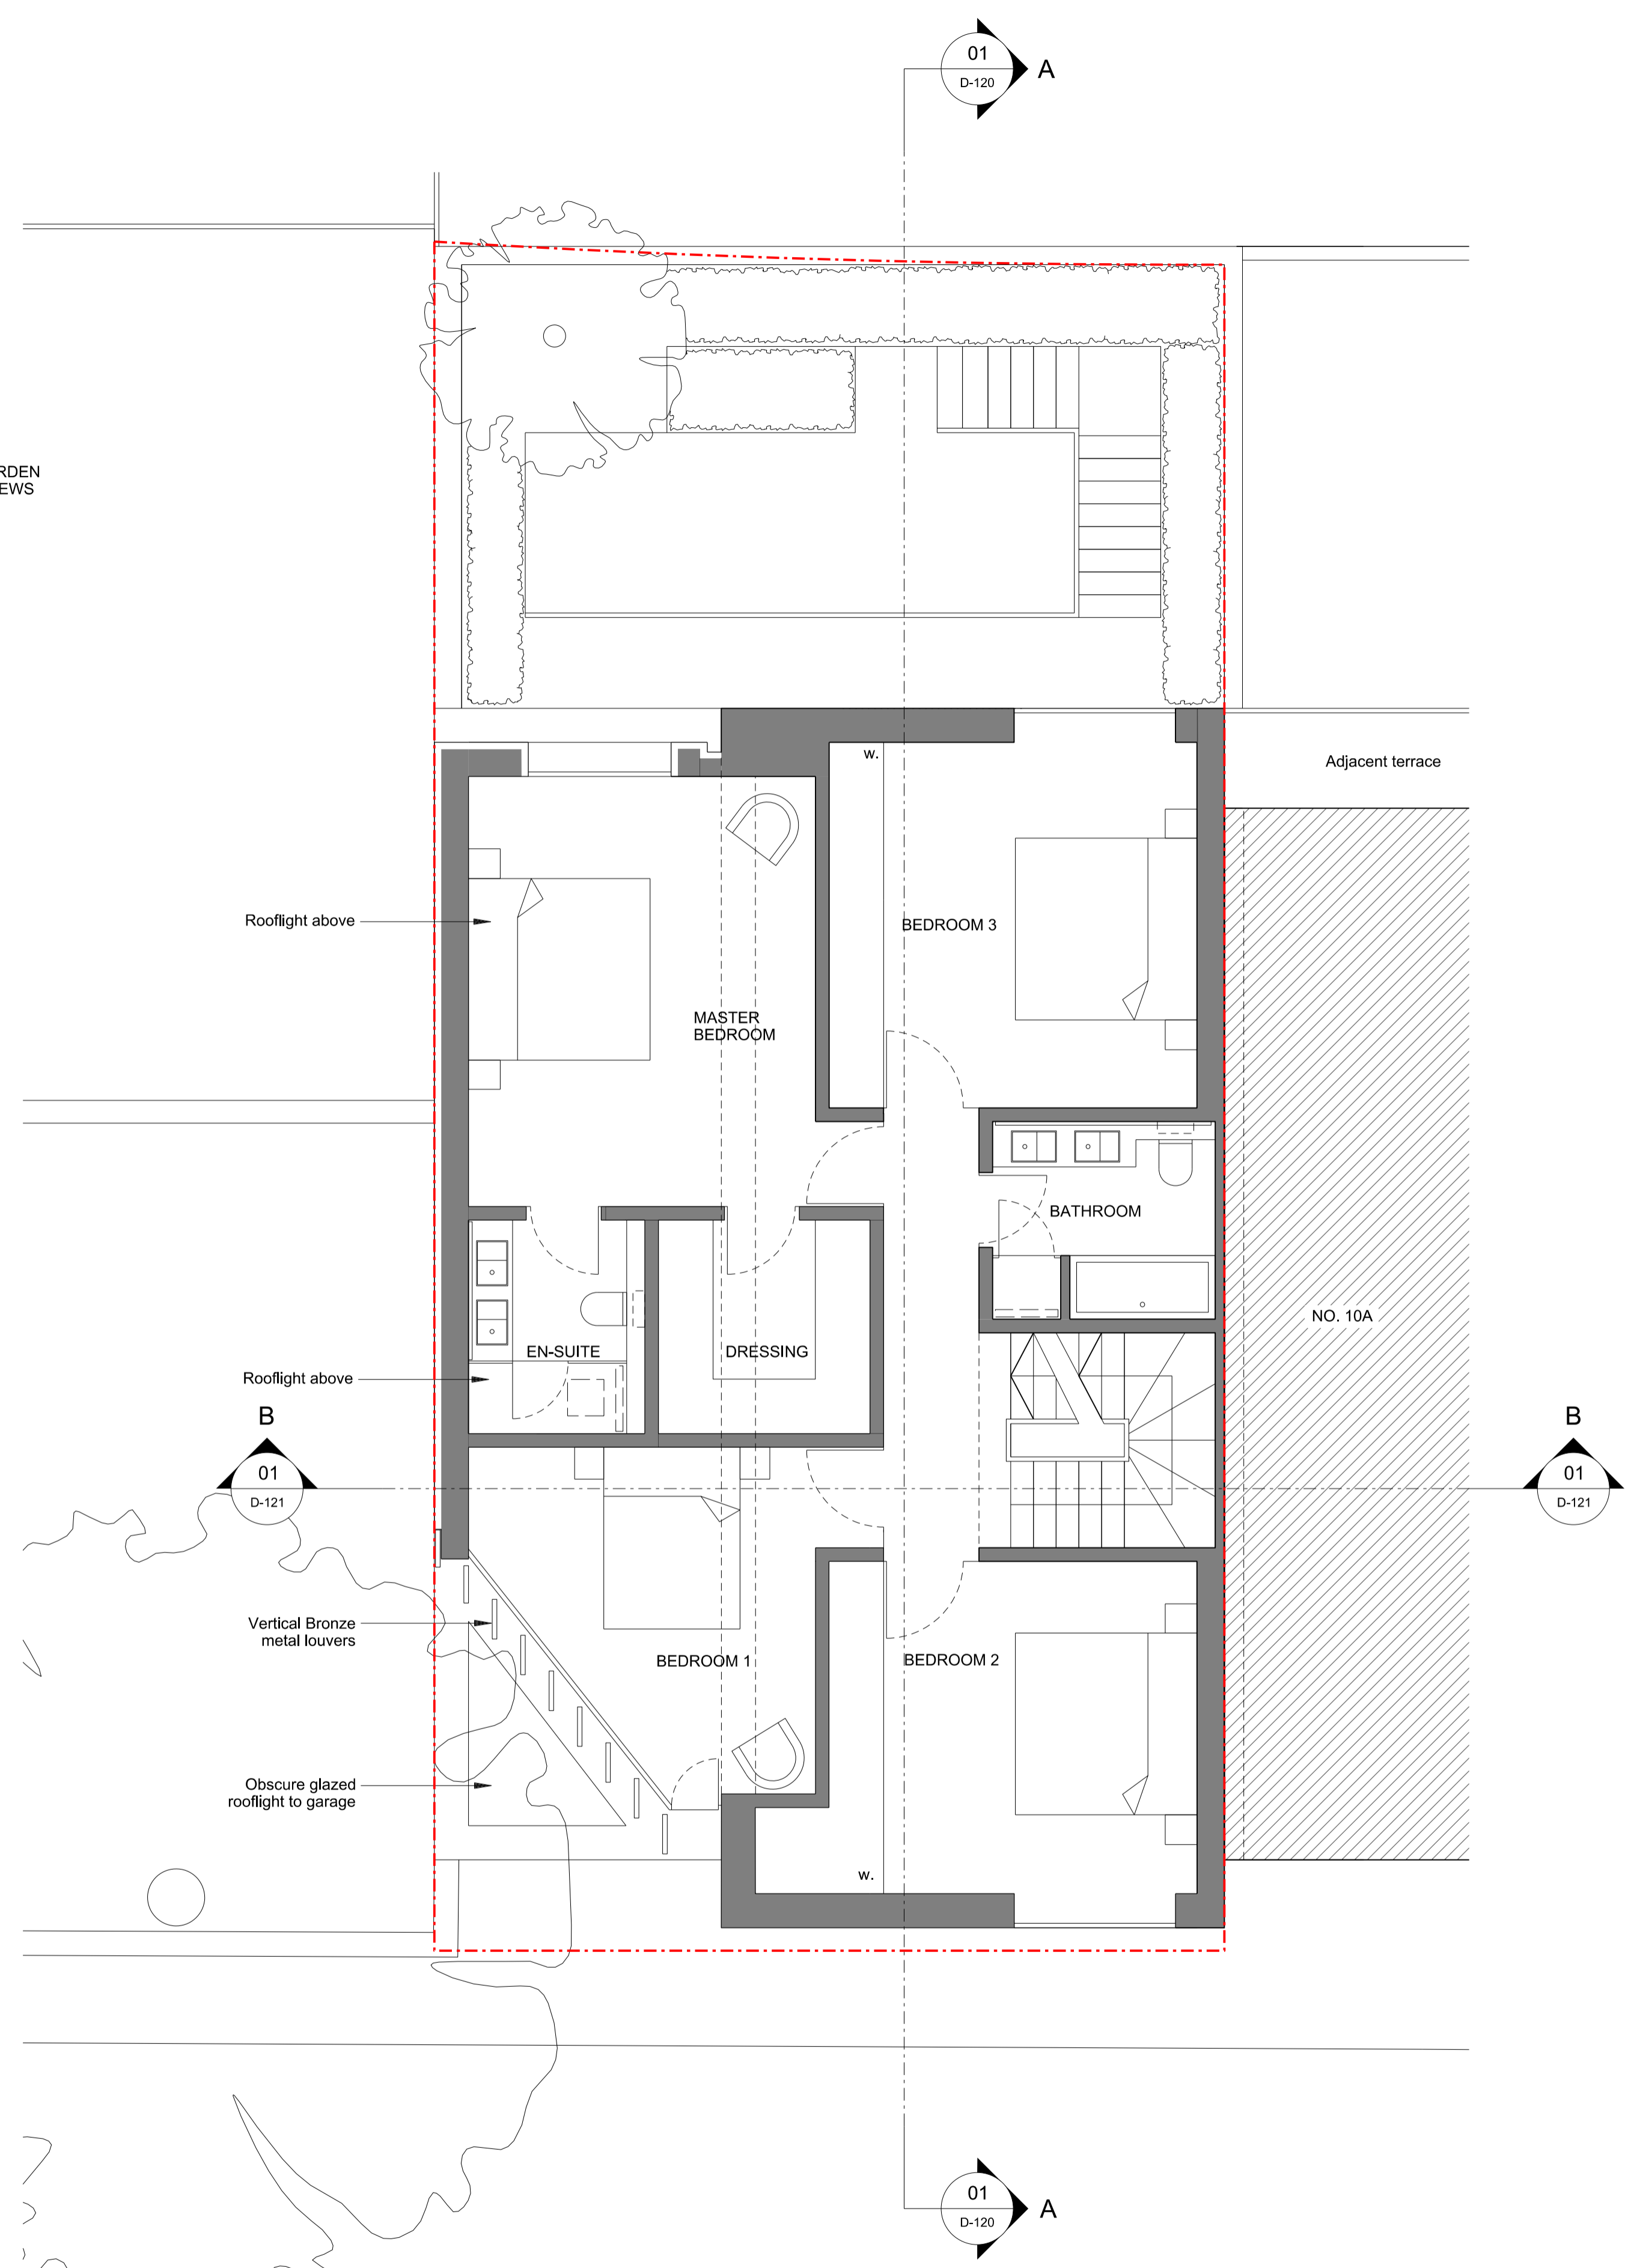 01
D-120
A
RDEN
EWS
w.
Adjacent terrace
Rooflight above
BEDROOM 3
MASTER
BEDROOM
BATHROOM
NO. 10A
EN-SUITE
DRESSING
Rooflight above
B
01
D-121
B
01
D-121
Vertical Bronze
metal louvers
BEDROOM 1
BEDROOM 2
Obscure glazed
rooflight to garage
w.
01
D-120
A